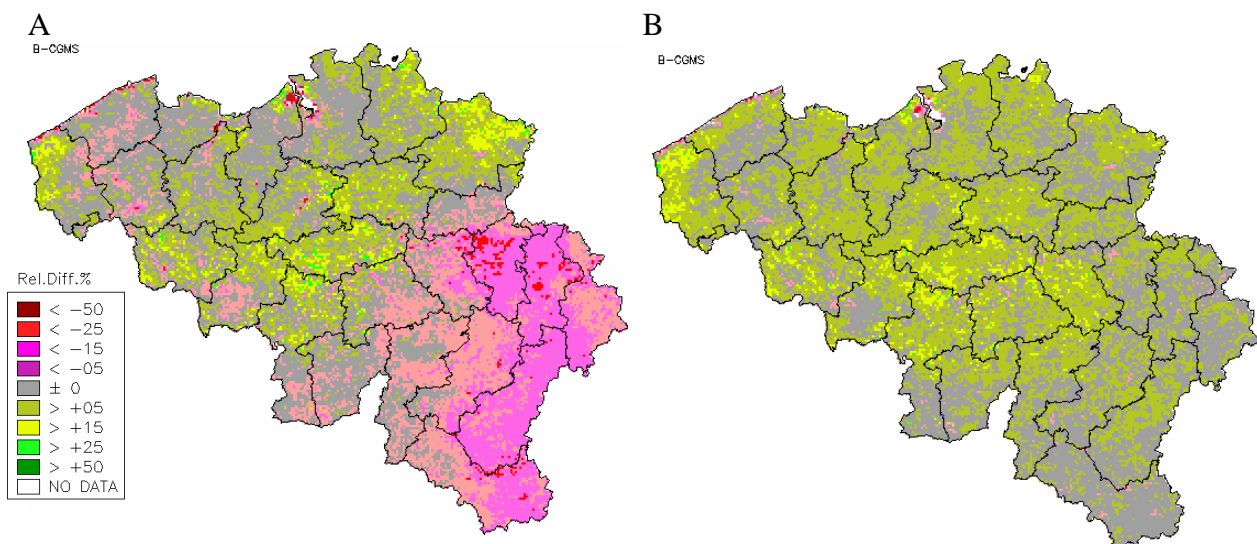 A
B
B-CGMS
B-CGMS
Rel.Diff.%
< -50
< -25
< -15
< -05
± 0
> +05
> +15
> +25
> +50
NO DATA